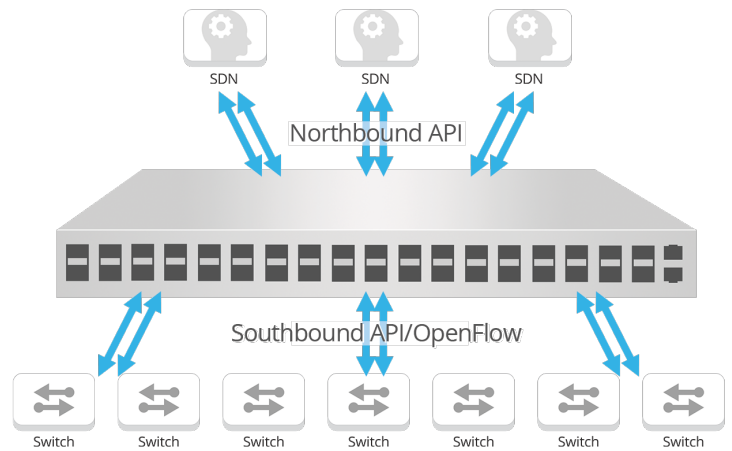 SDN SDN SDN
Northbound API
Southbound API/OpenFlow
Switch Switch Switch Switch Switch Switch Switch